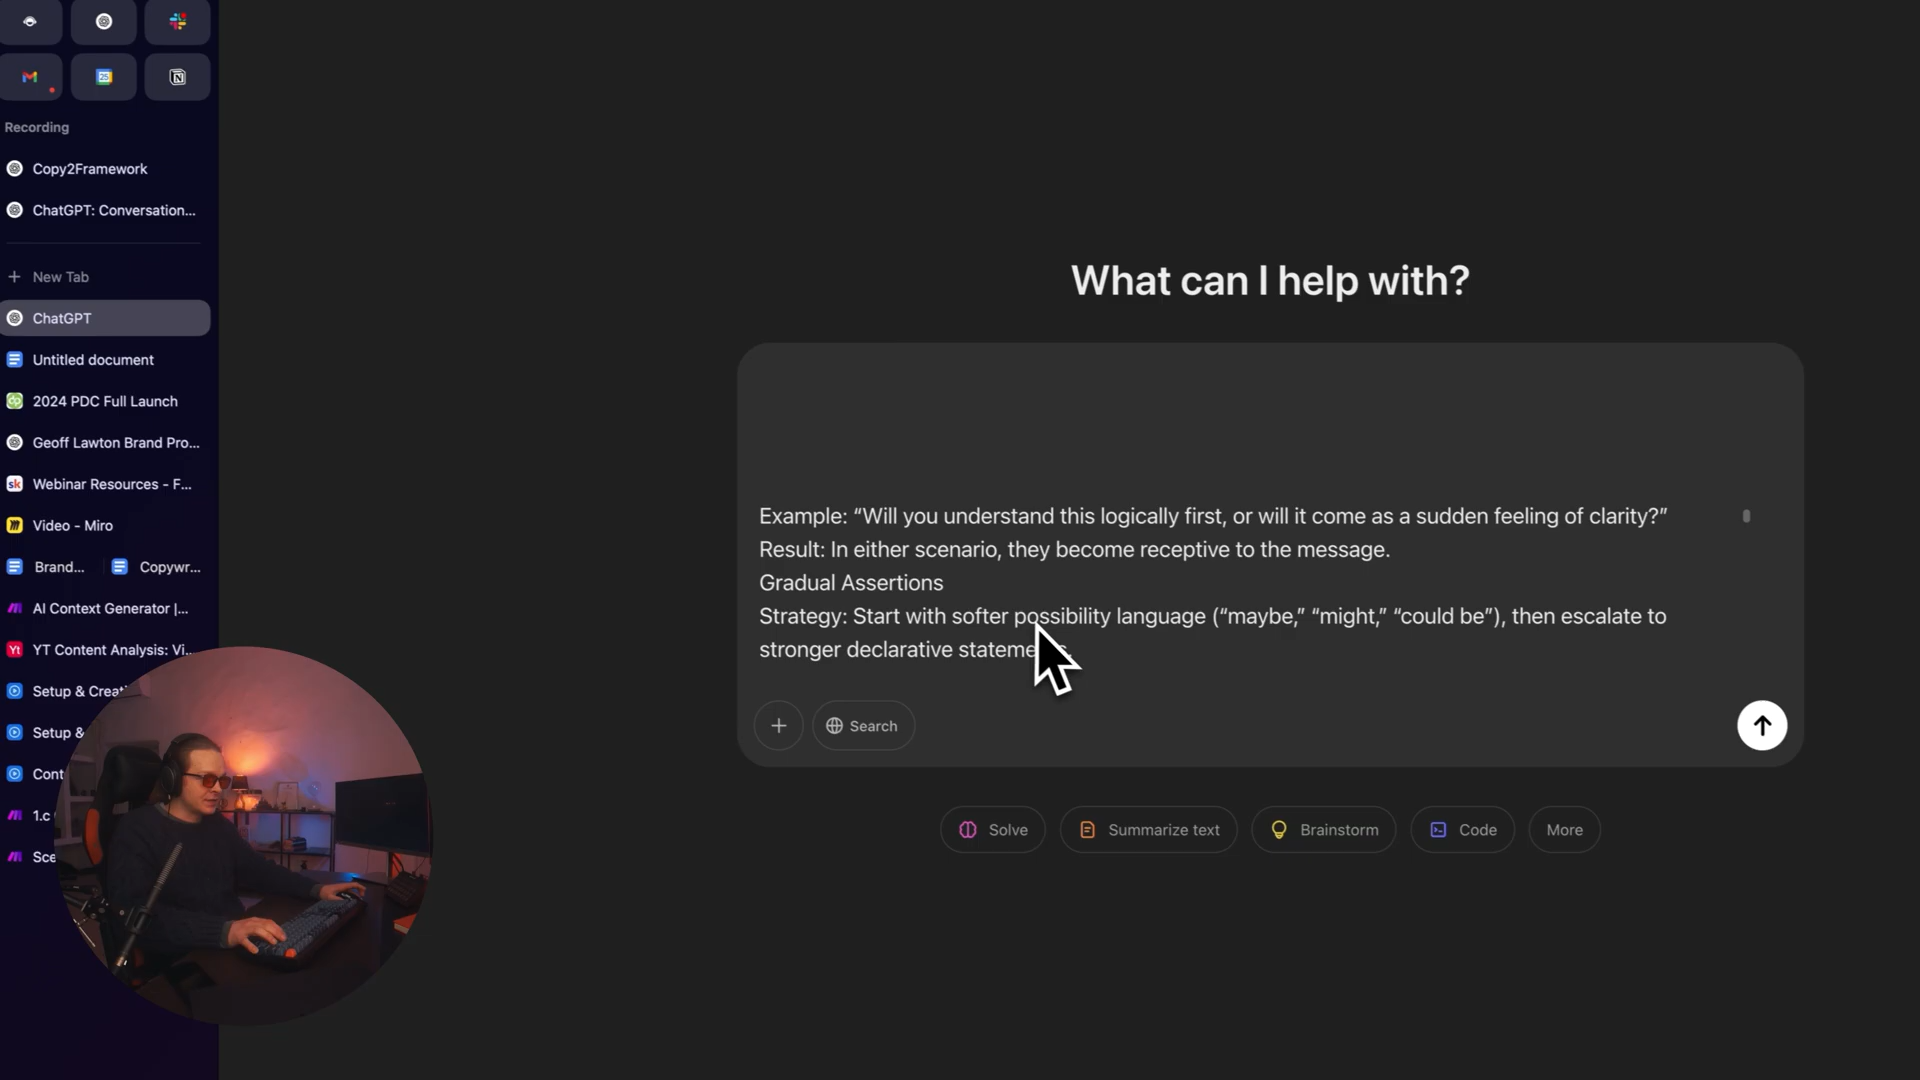 Recording
Copy2Framework
ChatGPT: Conversation...
New Tab
ChatGPT
Untitled document
2024 PDC Full Launch
Geoff Lawton Brand Pro...
Webinar Resources - F...
Video - Miro
Brand... Copywr...
AI Context Generator |...
YT Content Analysis: Vi...
Setup & Creat
Setup &
Cont
1.c
Sce
What can I help with?
Example: “Will you understand this logically first, or will it come as a sudden feeling of clarity?”
Result: In either scenario, they become receptive to the message.
Gradual Assertions
Strategy: Start with softer possibility language (“maybe,” “might,” “could be”), then escalate to
stronger declarative stateme
Search
Solve
Summarize text
Brainstorm
Code
More